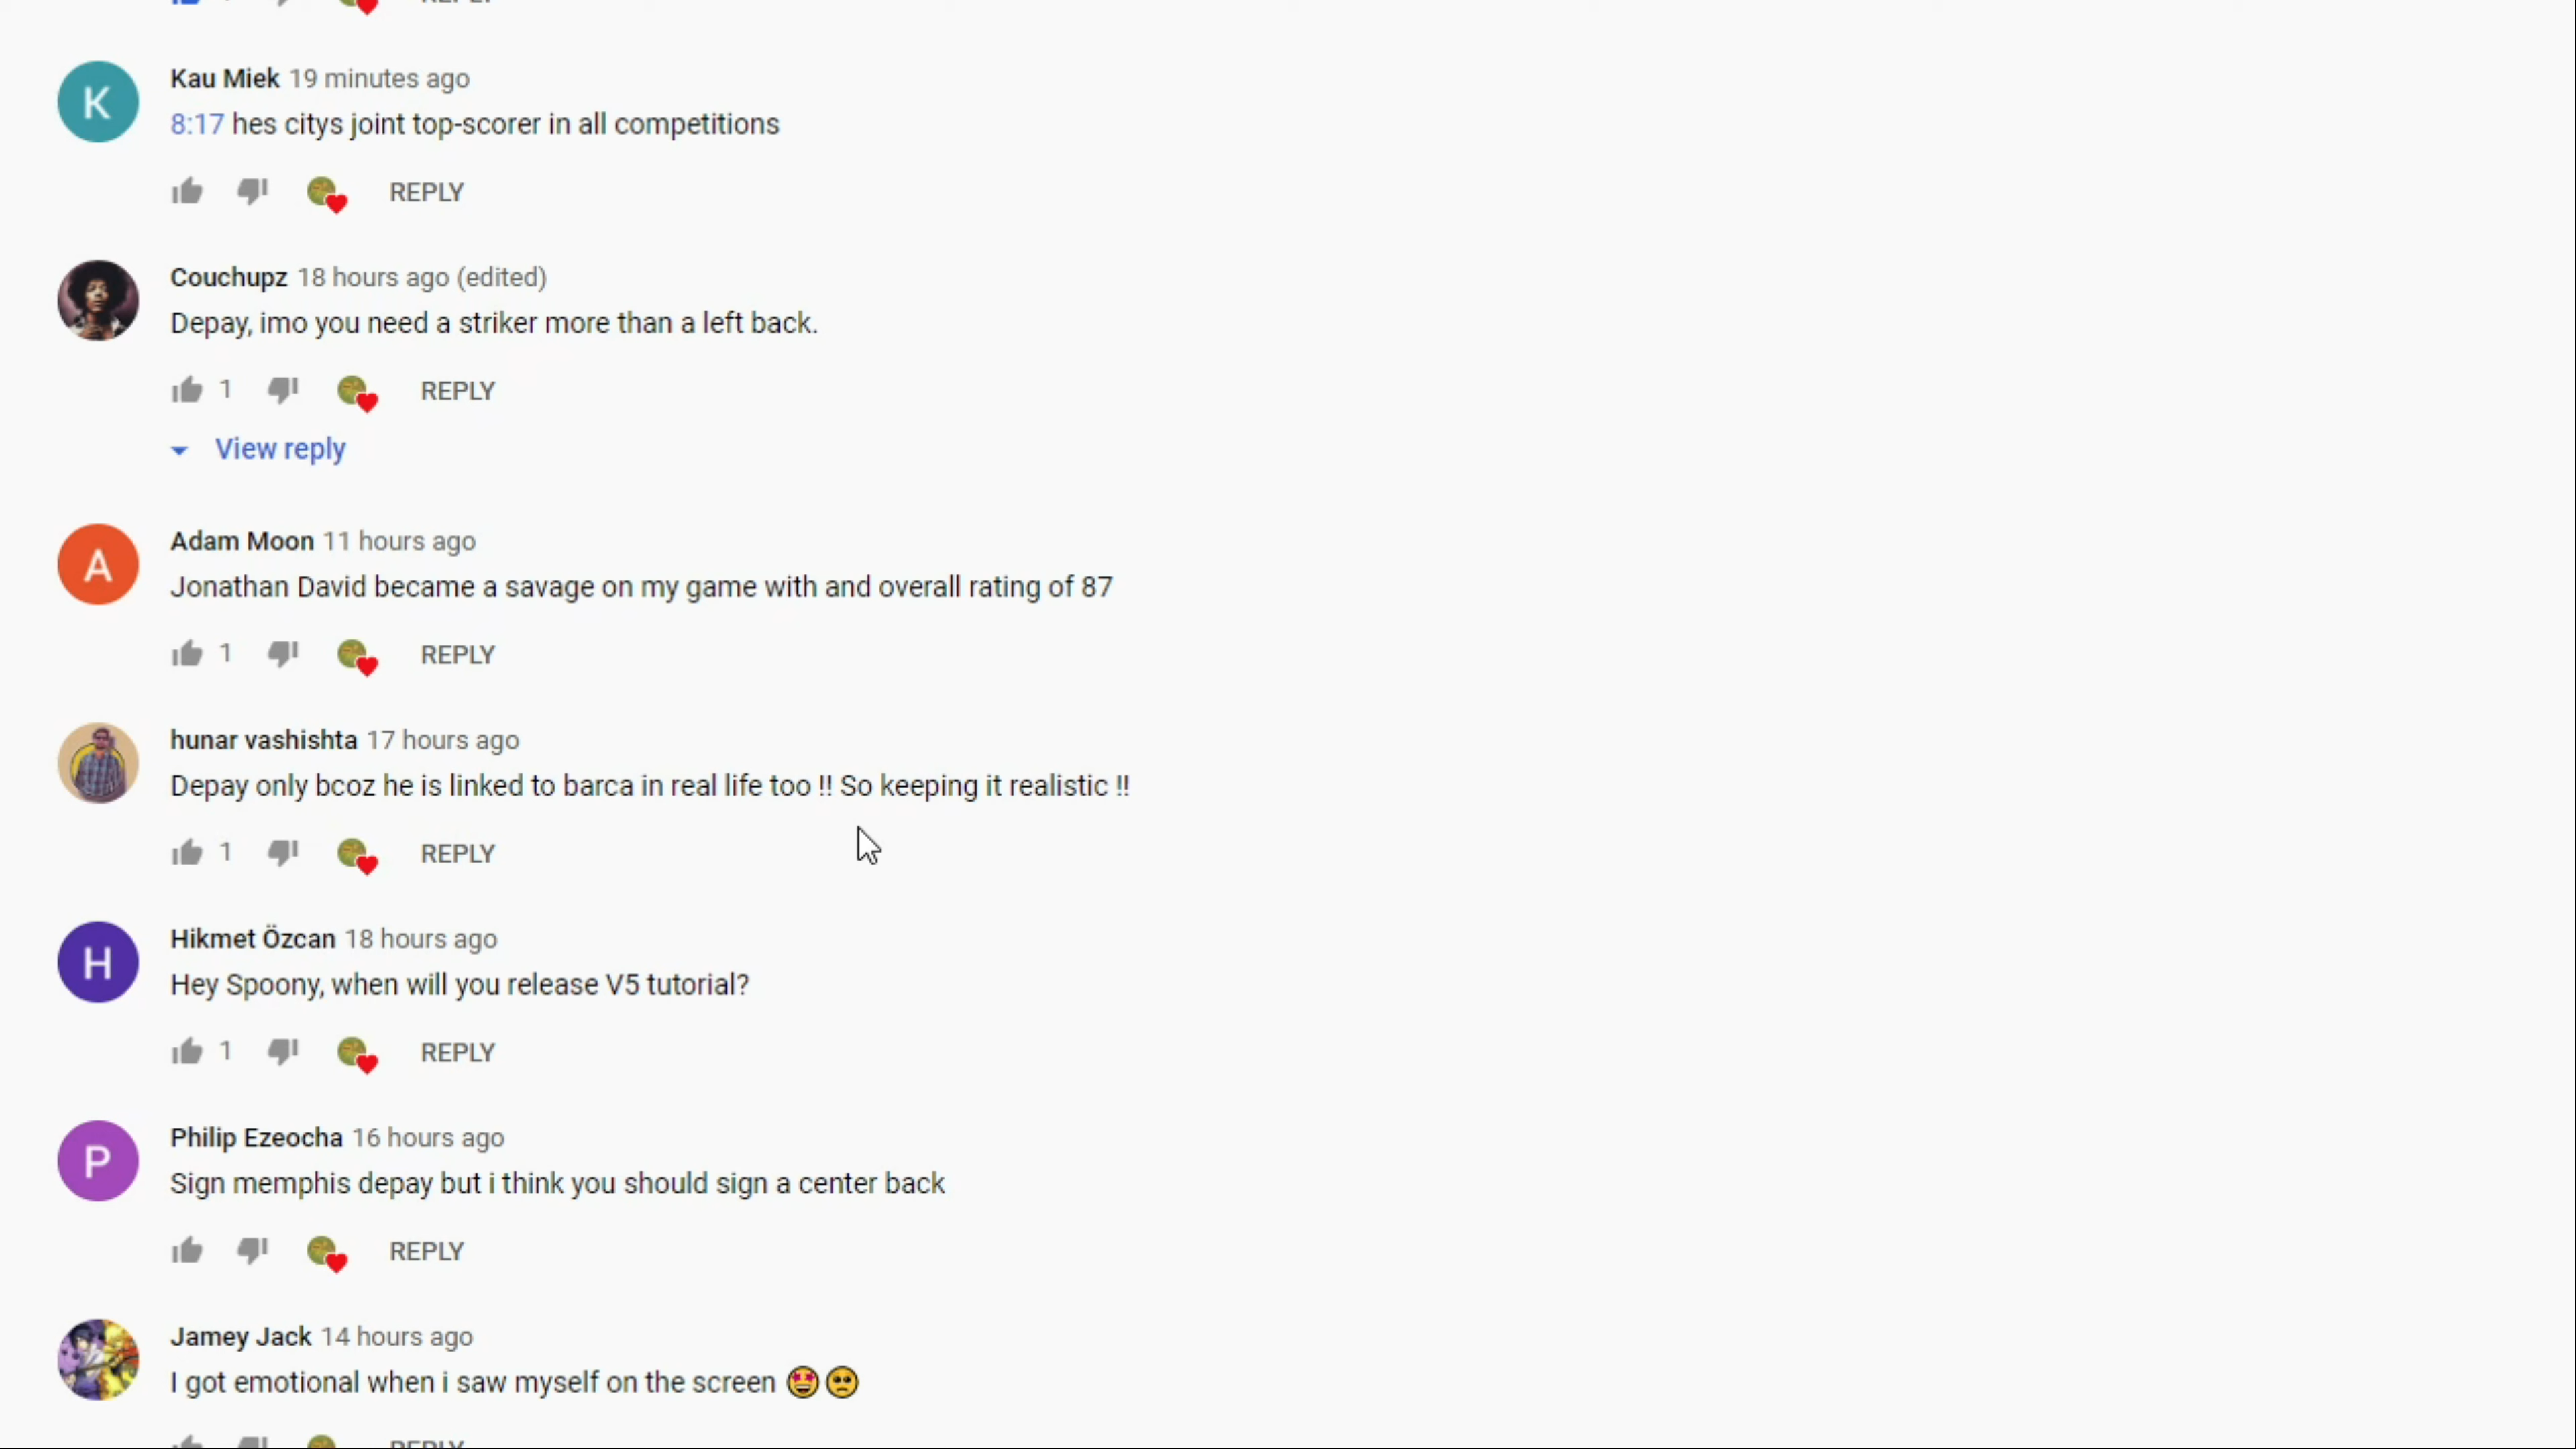 REPLY
K
Kau Miek 19 minutes ago
8:17 hes citys joint top-scorer in all competitions
REPLY
Couchupz 18 hours ago (edited)
Depay, imo you need a striker more than a left back.
1 REPLY
View reply
A
Adam Moon 11 hours ago
Jonathan David became a savage on my game with and overall rating of 87
1 REPLY
hunar vashishta 17 hours ago
Depay only bcoz he is linked to barca in real life too !! So keeping it realistic !!
1 REPLY
H
Hikmet Özcan 18 hours ago
Hey Spoony, when will you release V5 tutorial?
1 REPLY
P
Philip Ezeocha 16 hours ago
Sign memphis depay but i think you should sign a center back
REPLY
Jamey Jack 14 hours ago
I got emotional when i saw myself on the screen 🤩🥺
REPLY